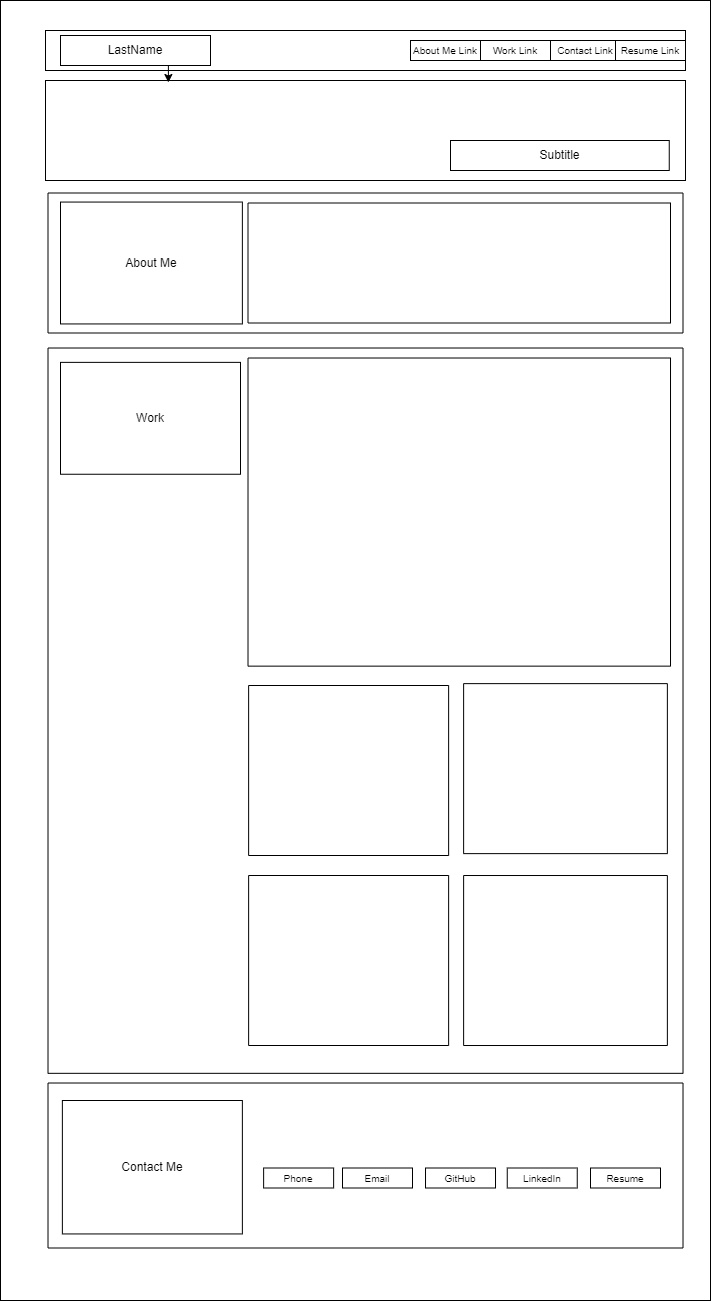 LastName
About Me Link
Work Link
Contact Link
Resume Link
Subtitle
About Me
Work
Contact Me
Phone
Email
GitHub
LinkedIn
Resume